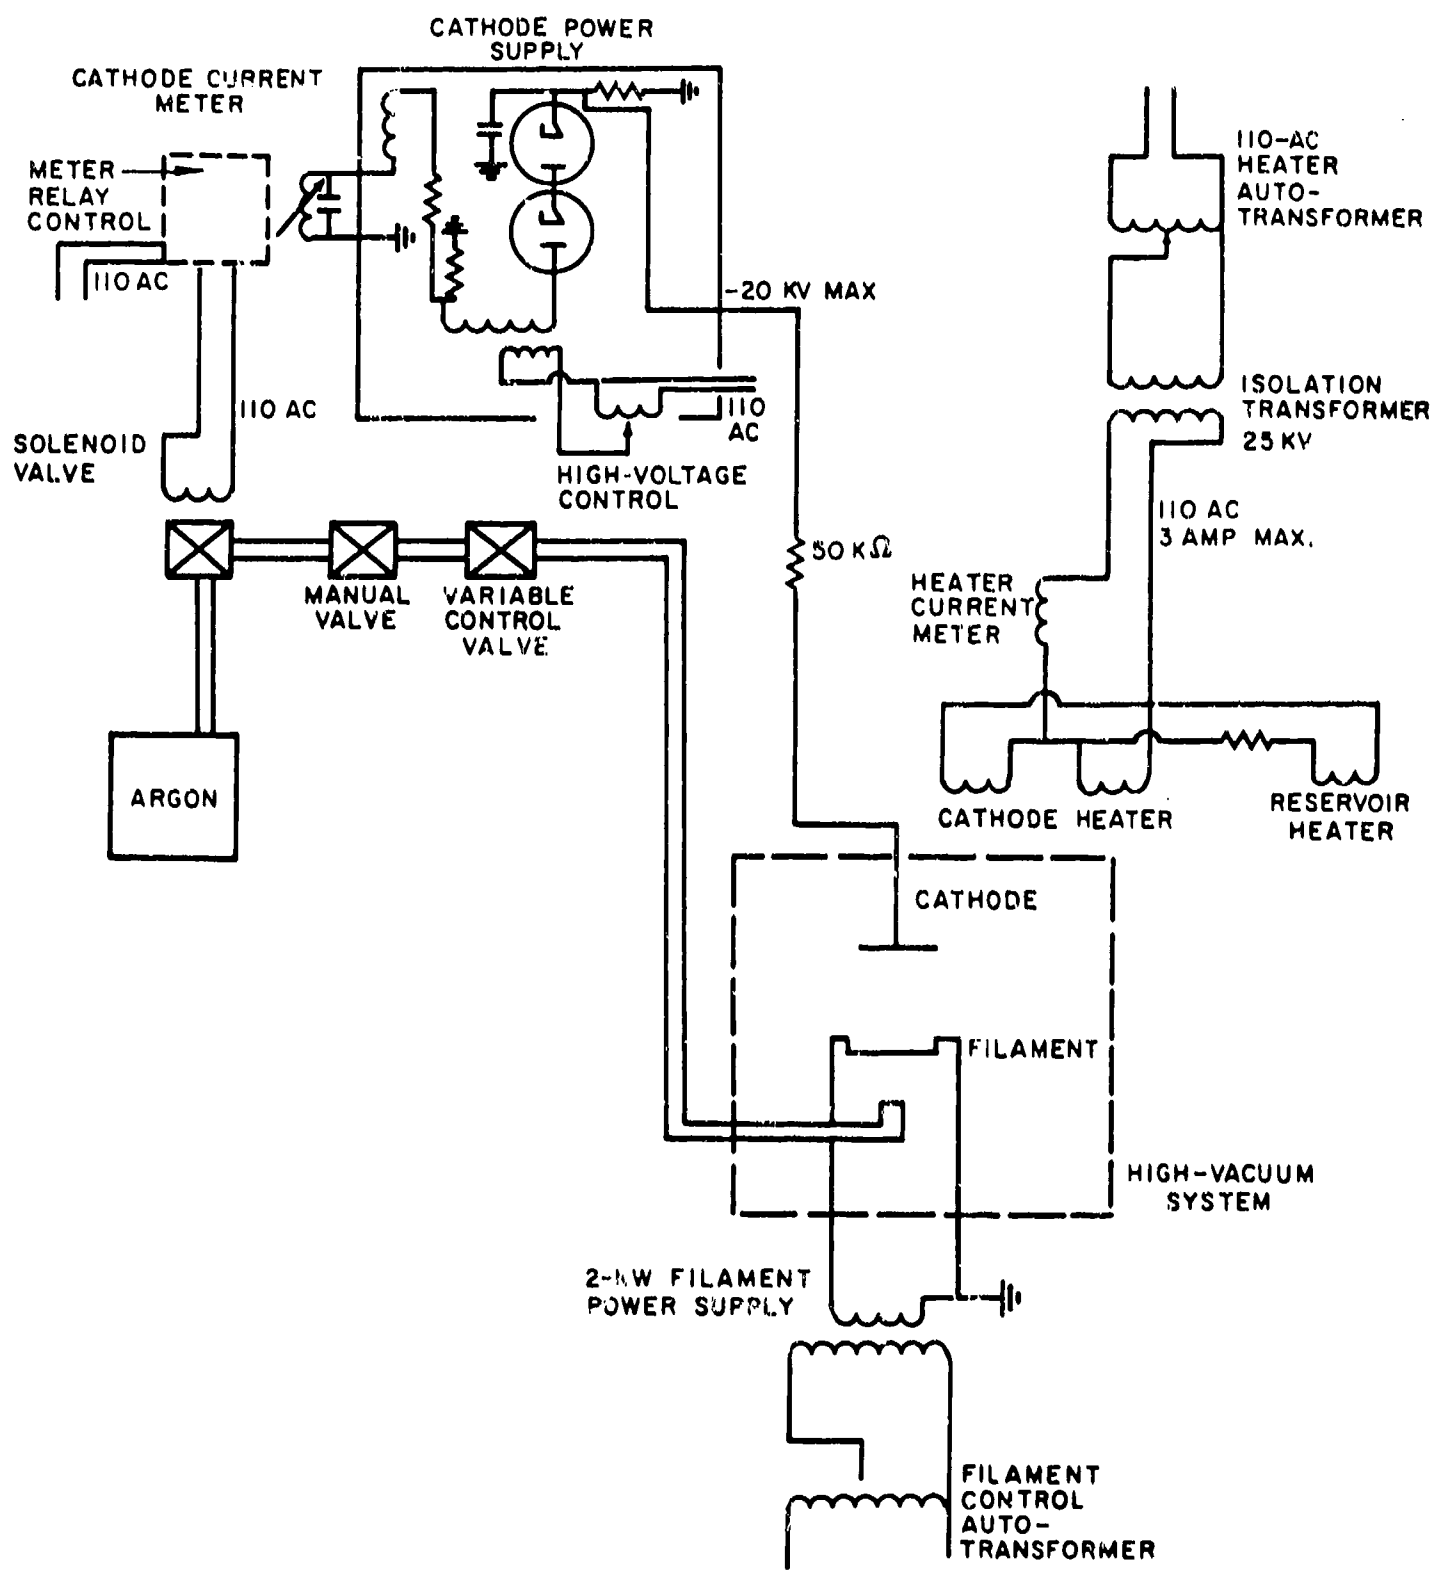 CATHODE POWER
SUPPLY
CATHODE CURRENT
METER
METER
RELAY
CONTROL
110 AC
-20 KV MAX
110 AC
110
AC
SOLENOID
VALVE
HIGH-VOLTAGE
CONTROL
50 KΩ
MANUAL
VALVE
VARIABLE
CONTROL
VALVE
ARGON
110-AC
HEATER
AUTO-
TRANSFORMER
ISOLATION
TRANSFORMER
25 KV
110 AC
3 AMP MAX.
HEATER
CURRENT
METER
CATHODE HEATER
RESERVOIR
HEATER
CATHODE
FILAMENT
HIGH-VACUUM
SYSTEM
2-KW FILAMENT
POWER SUPPLY
FILAMENT
CONTROL
AUTO-
TRANSFORMER